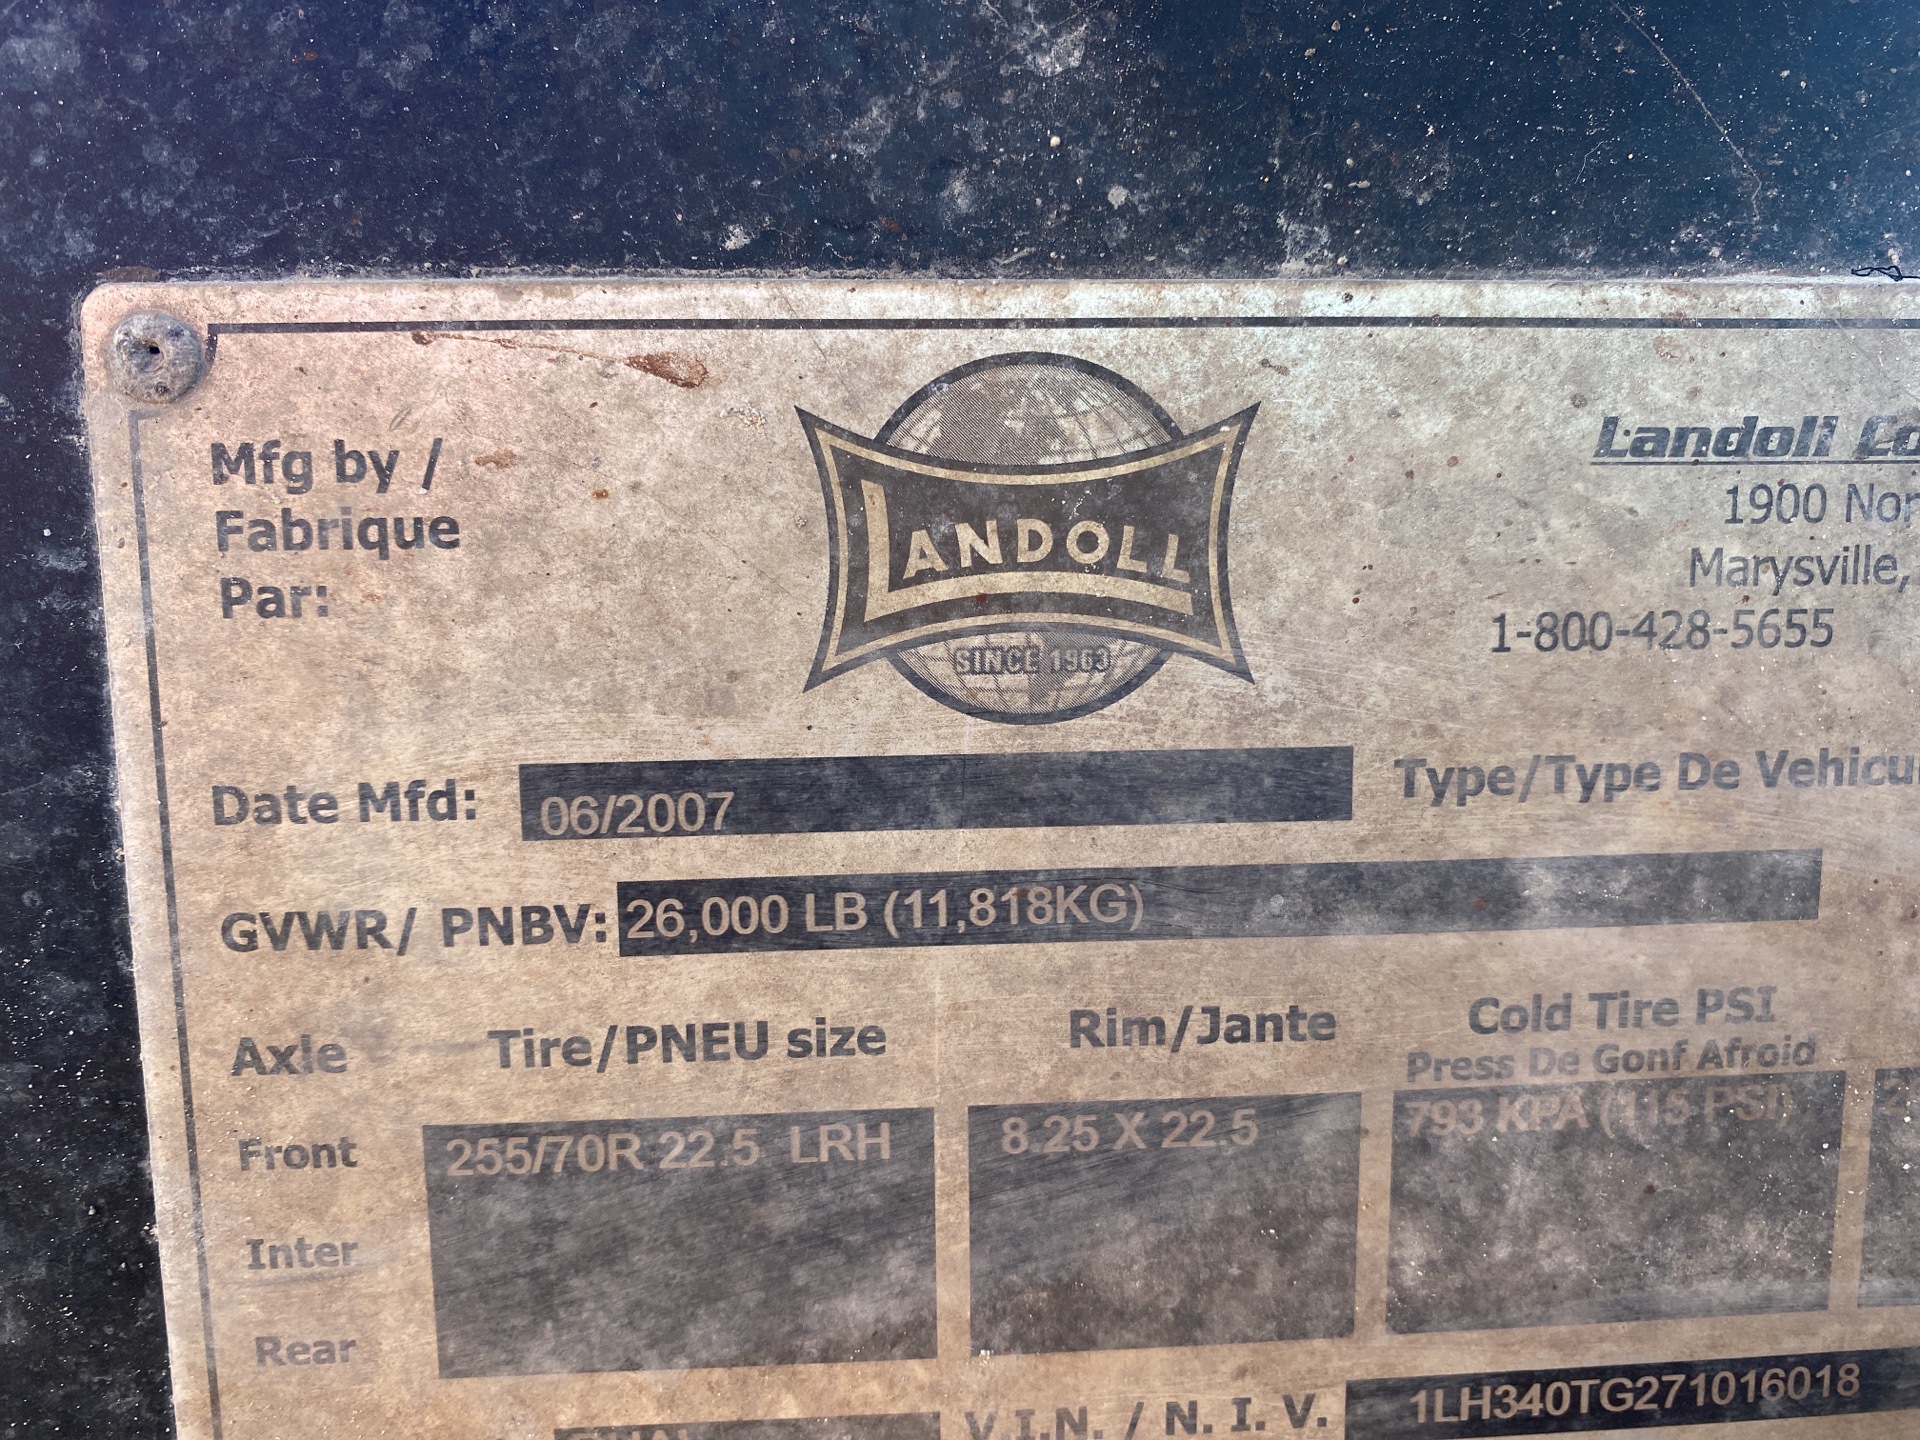 Mfg by /
Fabrique
Par:
LANDOLL
SINCE 1963
Landoll Co
1900 Nor
Marysville,
1-800-428-5655
Date Mfd: 06/2007
Type/Type De Vehicu
GVWR/ PNBV: 26,000 LB (11,818KG)
Axle Tire/PNEU size Rim/Jante Cold Tire PSI
Press De Gonf Afroid
Front 255/70R 22.5 LRH 8.25 X 22.5 793 KPA (115 PSI)
Inter
Rear
V.I.N. / N. I. V. 1LH340TG271016018